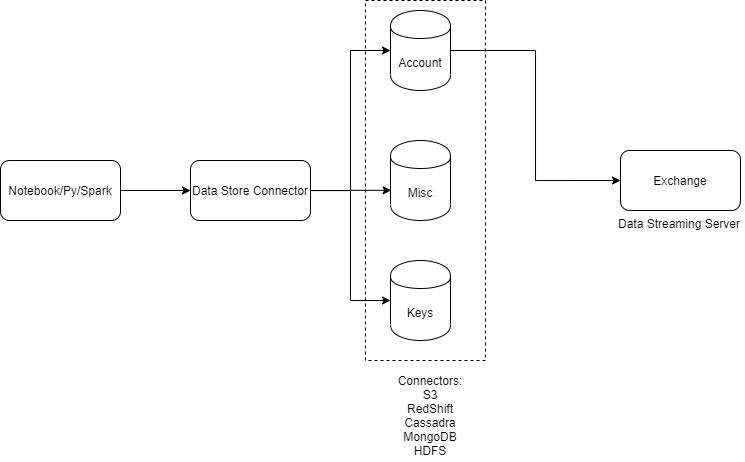 Account
Notebook/Py/Spark
Data Store Connector
Misc
Exchange
Data Streaming Server
Keys
Connectors:
S3
RedShift
Cassadra
MongoDB
HDFS